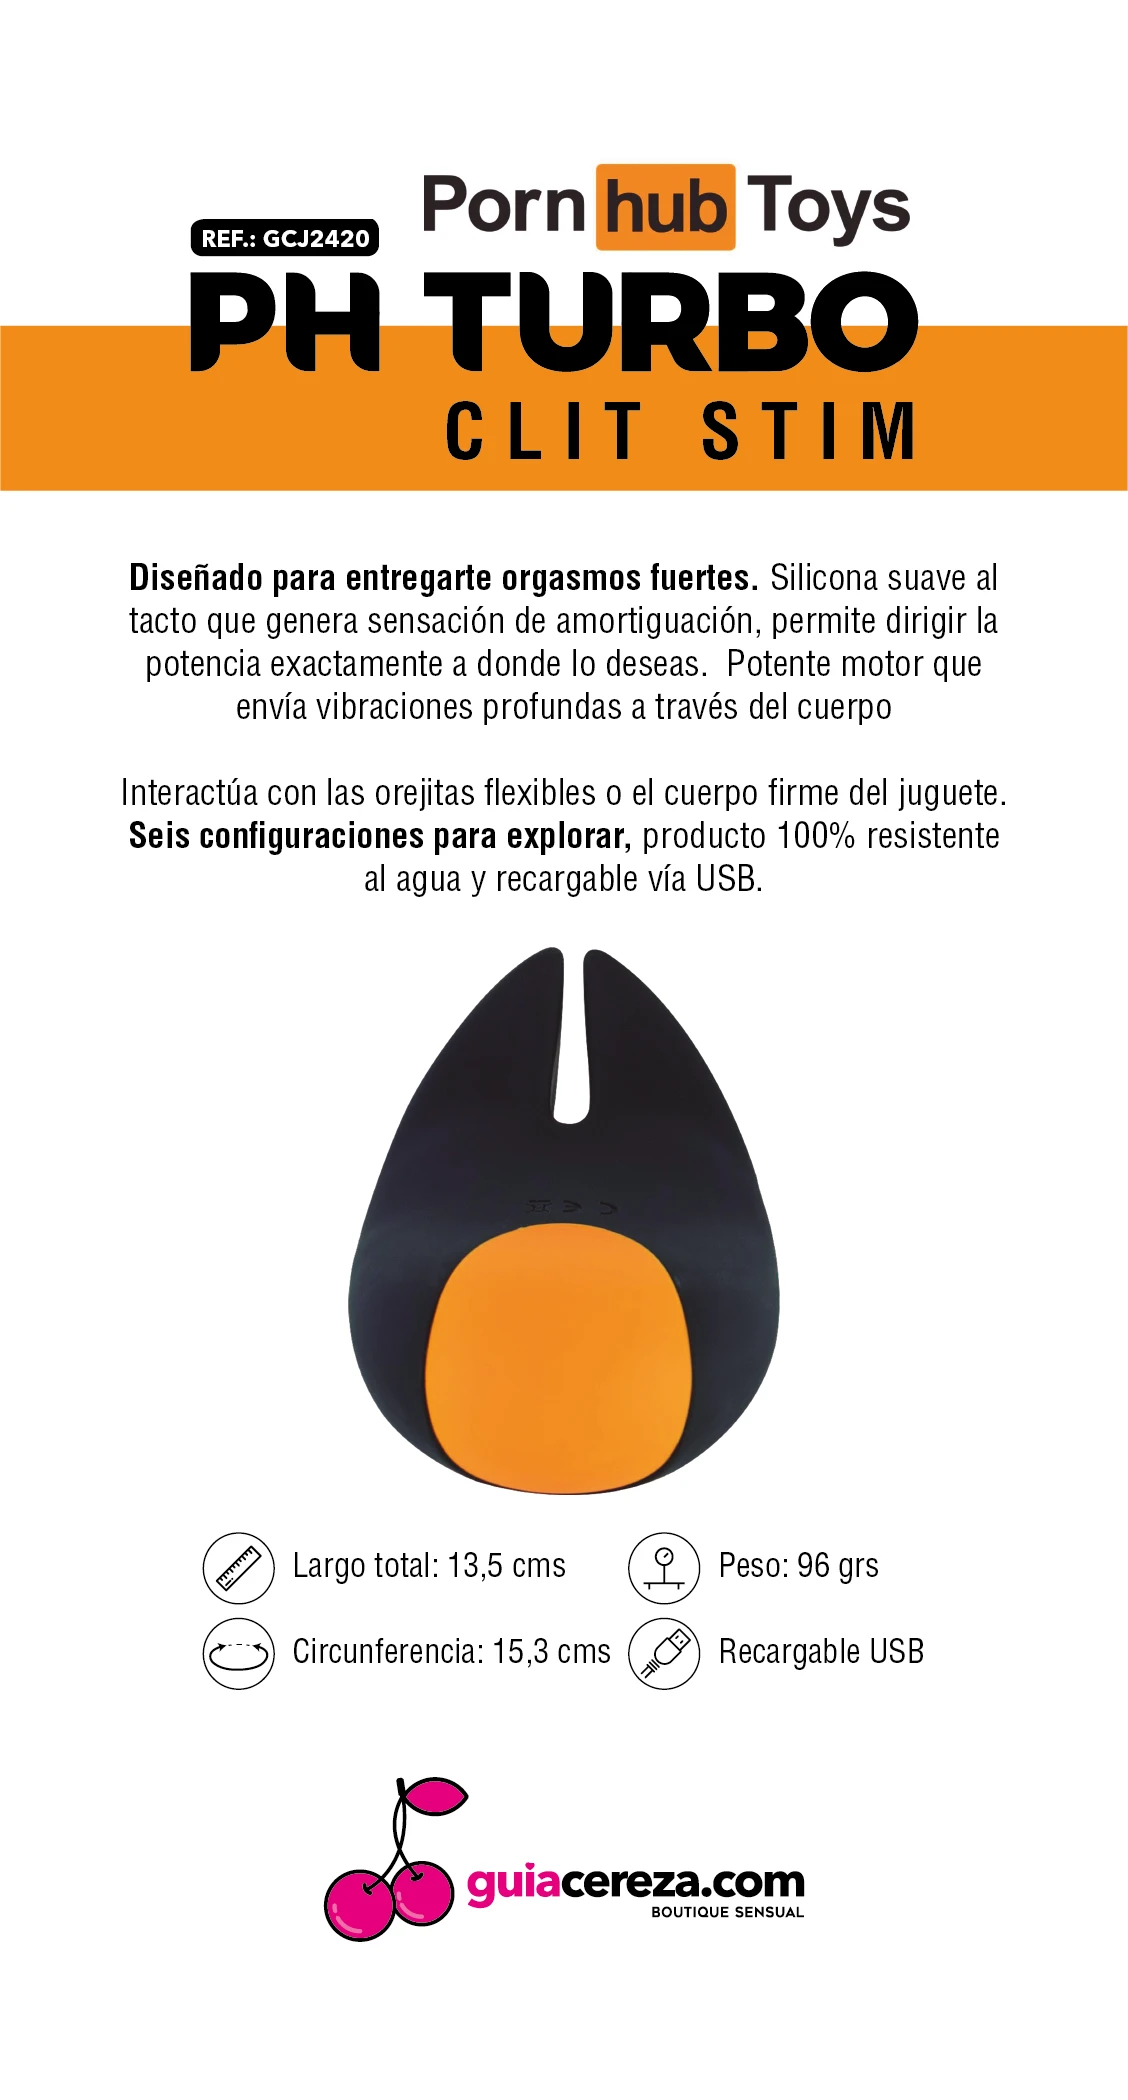 Porn hub Toys
REF.: GCJ2420
PH TURBO
CLIT STIM
Diseñado para entregarte orgasmos fuertes. Silicona suave al
tacto que genera sensación de amortiguación, permite dirigir la
potencia exactamente a donde lo deseas. Potente motor que
envía vibraciones profundas a través del cuerpo
Interactúa con las orejitas flexibles o el cuerpo firme del juguete.
Seis configuraciones para explorar, producto 100% resistente
al agua y recargable vía USB.
Largo total: 13,5 cms
Peso: 96 grs
Circunferencia: 15,3 cms
Recargable USB
guiacereza.com
BOUTIQUE SENSUAL